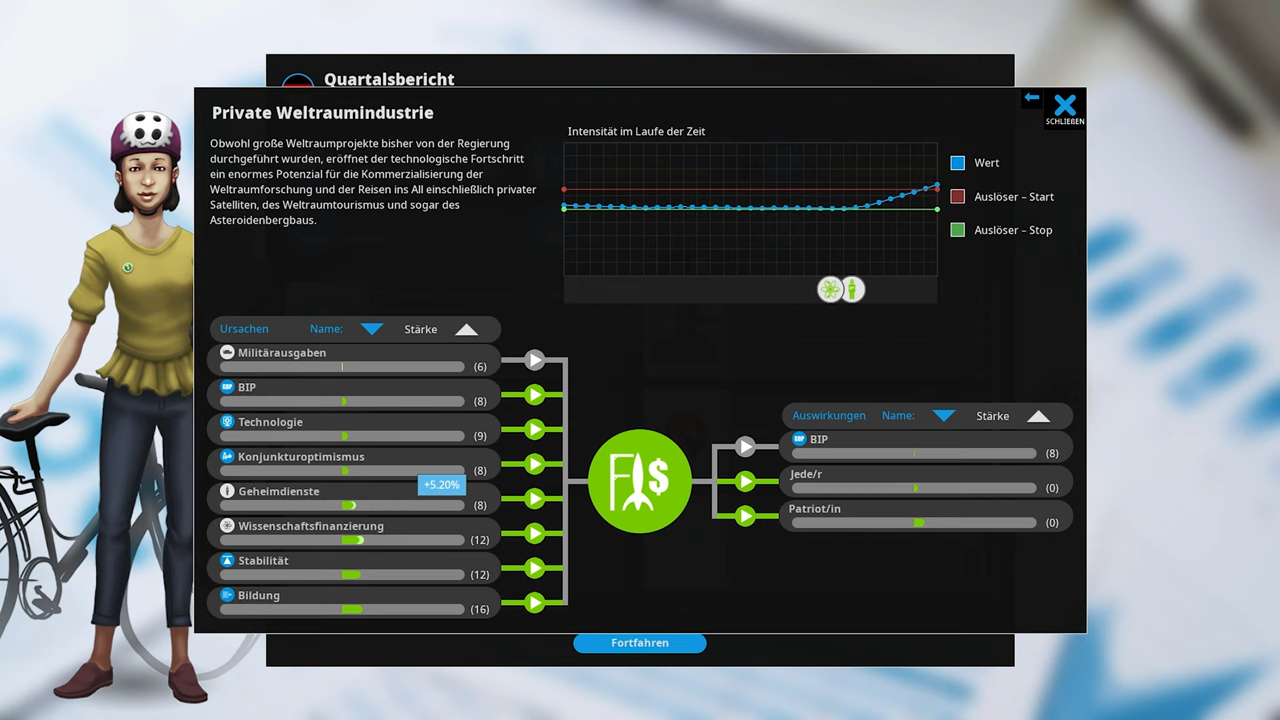 Quartalsbericht
Private Weltraumindustrie
SCHLIEßEN
Obwohl große Weltraumprojekte bisher von der Regierung
durchgeführt wurden, eröffnet der technologische Fortschritt
ein enormes Potenzial für die Kommerzialisierung der
Weltraumforschung und der Reisen ins All einschließlich privater
Satelliten, des Weltraumtourismus und sogar des
Asteroidenbergbaus.
Intensität im Laufe der Zeit
Wert
Auslöser – Start
Auslöser – Stop
Ursachen Name: Stärke
Militärausgaben
(6)
GDP BIP
(8)
Technologie
(9)
Konjunkturoptimismus
(8)
+5.20%
Geheimdienste
(8)
Wissenschaftsfinanzierung
(12)
Stabilität
(12)
Bildung
(16)
F $
Auswirkungen Name: Stärke
GDP BIP
(8)
Jede/r
(0)
Patriot/in
(0)
Fortfahren